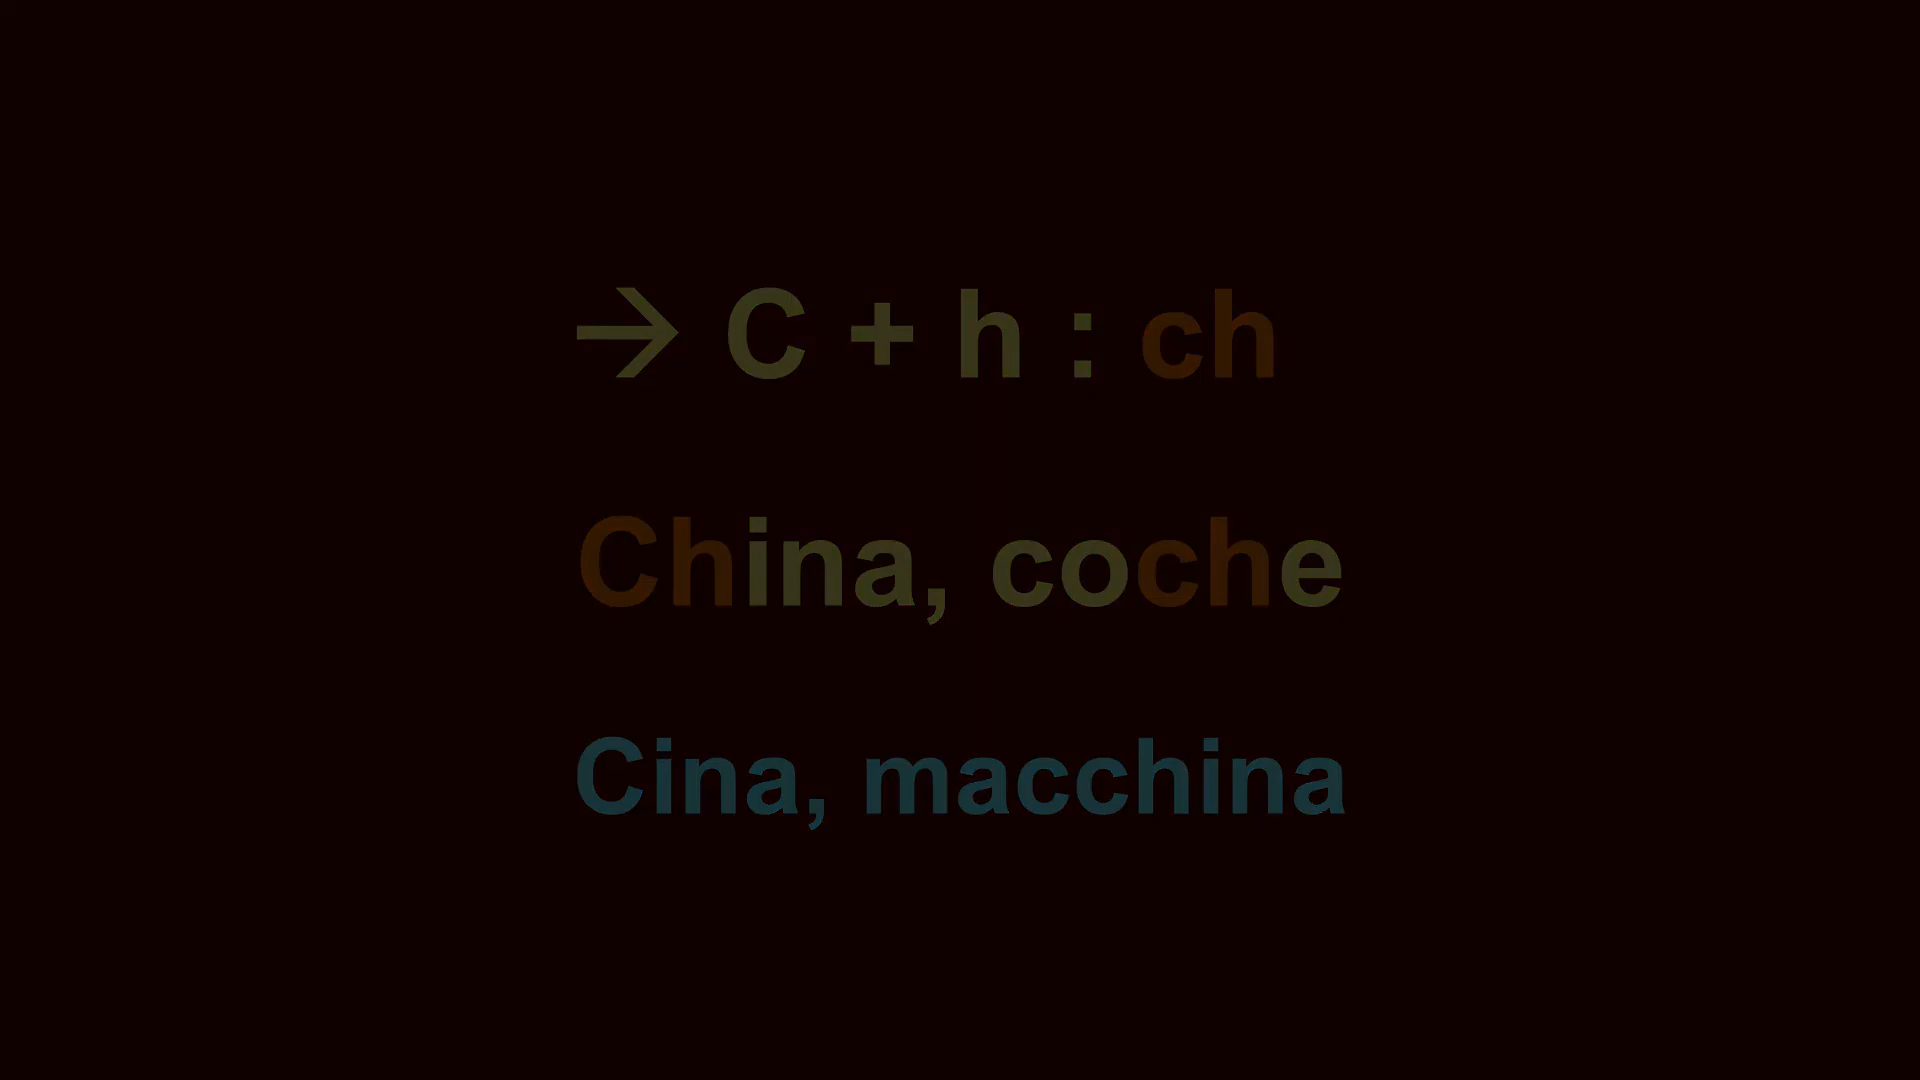 → C + h : ch
China, coche
Cina, macchina